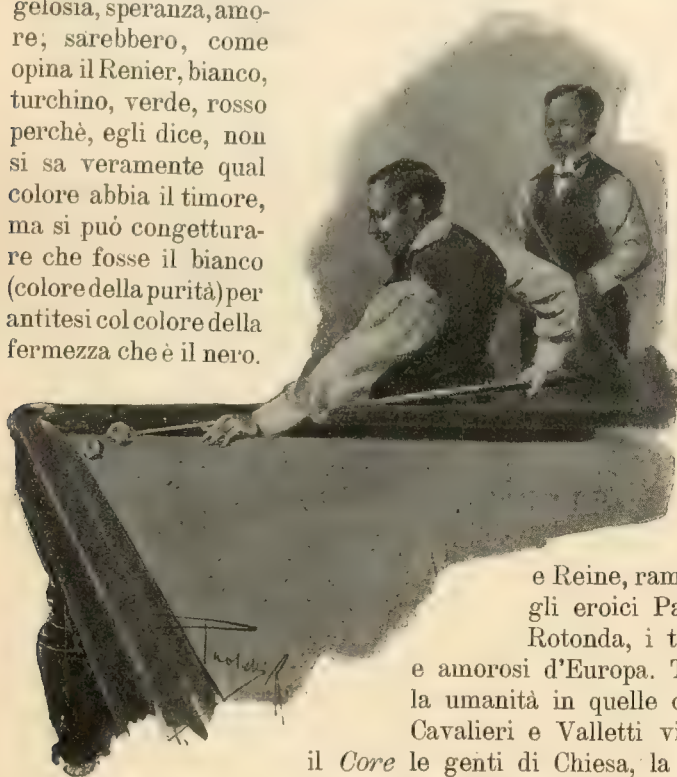 gelosia, speranza, amo-
re; sarebbero, come
opina il Renier, bianco,
turchino, verde, rosso
perchè, egli dice, non
si sa veramente qual
colore abbia il timore,
ma si puó congettura-
re che fosse il bianco
(colore della purità) per
antitesi col colore della
fermezza che è il nero.
e Reine, ram
gli eroici Pa
Rotonda, i t
e amorosi d'Europa. T
la umanità in quelle
Cavalieri e Valletti vi
il Core le genti di Chiesa, la